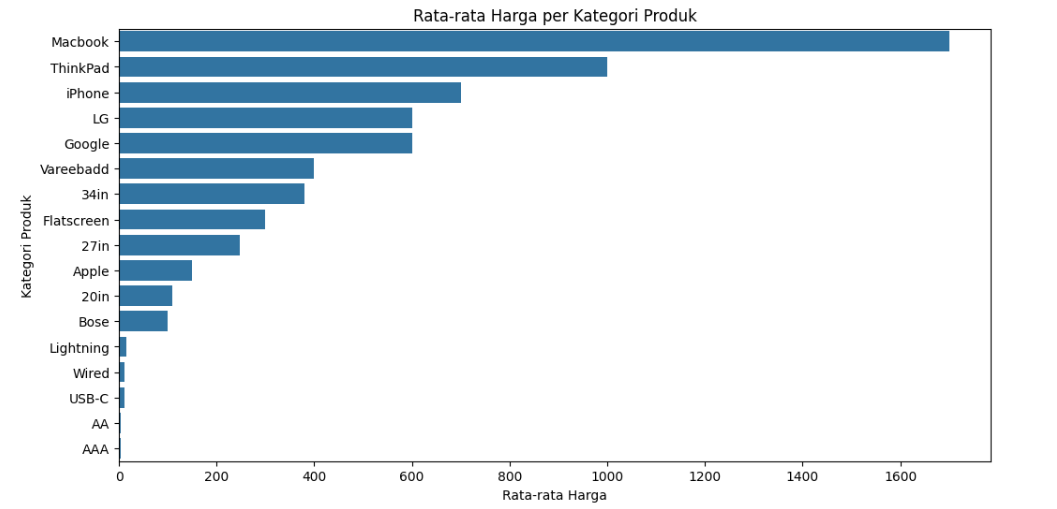 Rata-rata Harga per Kategori Produk
Kategori Produk
Macbook
ThinkPad
iPhone
LG
Google
Vareebadd
34in
Flatscreen
27in
Apple
20in
Bose
Lightning
Wired
USB-C
AA
AAA
0 200 400 600 800 1000 1200 1400 1600
Rata-rata Harga